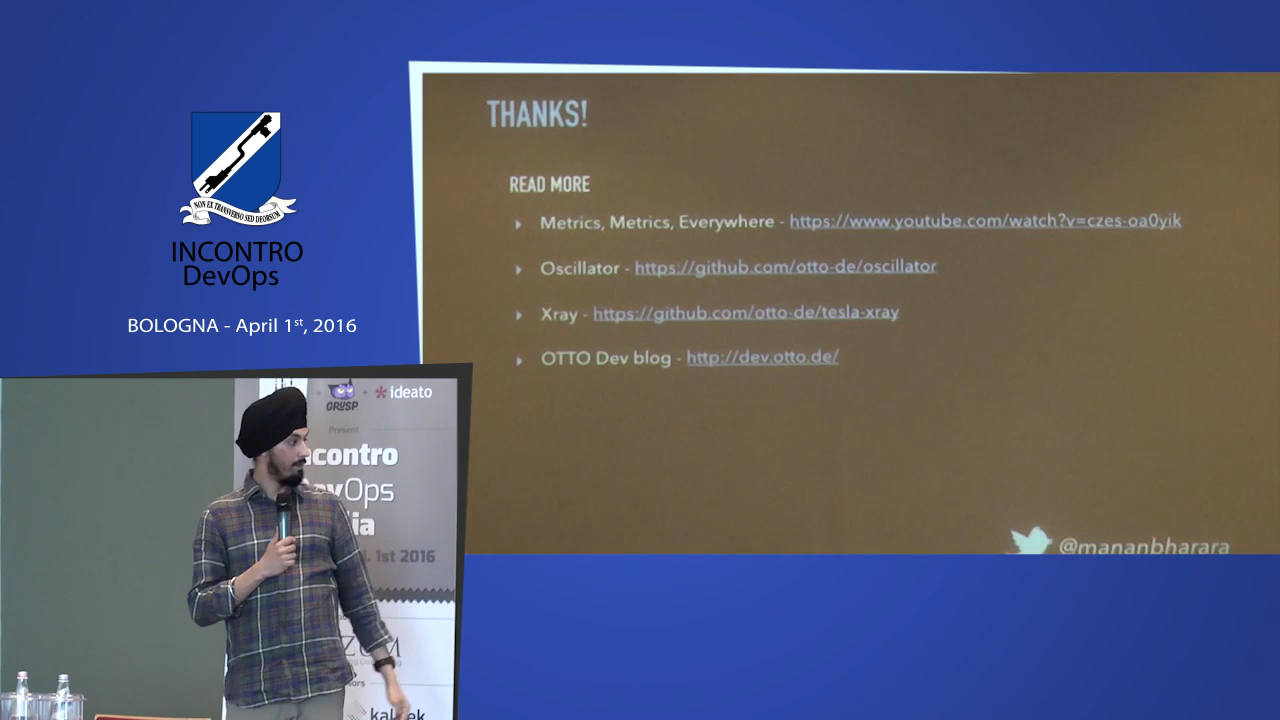 NON EX TRANSVERSO SED DEORSUM
INCONTRO
DevOps
BOLOGNA - April 1st, 2016
THANKS!
READ MORE
Metrics, Metrics, Everywhere - https://www.youtube.com/watch?v=czes-oa0yik
Oscillator - https://github.com/otto-de/oscillator
Xray - https://github.com/otto-de/tesla-xray
OTTO Dev blog - http://dev.otto.de/
@mananbharara
GRUSP + * ideato
Present
contro
Ops
1st 2016